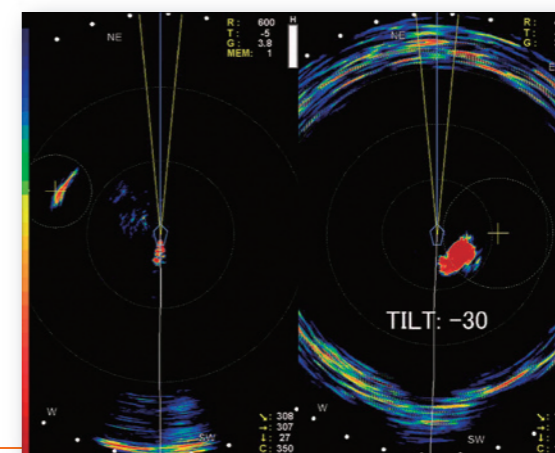 NE
R: 600
T: -5
G: 3.8
MEM: 1
H
W
SW
↘: 308
→: 307
↓: 27
C: 350
NE
R:
T:
G:
E
TILT: -30
W
SW
↘:
→:
↓:
C: